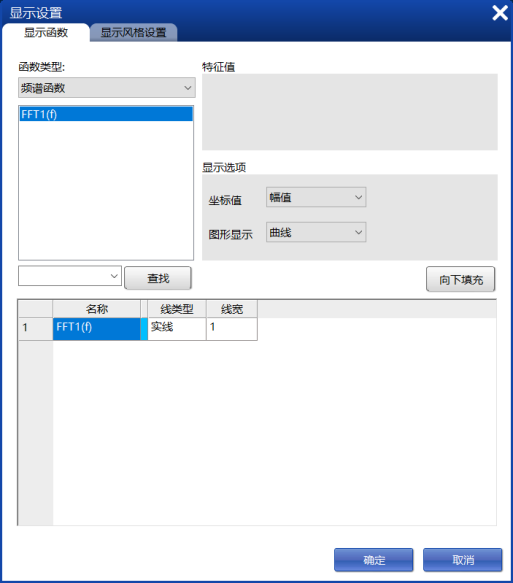 显示设置
显示函数 显示风格设置
函数类型:
频谱函数
FFT1(f)
查找
特征值
显示选项
坐标值 幅值
图形显示 曲线
向下填充
名称 线类型 线宽
1 FFT1(f) 实线 1
确定 取消